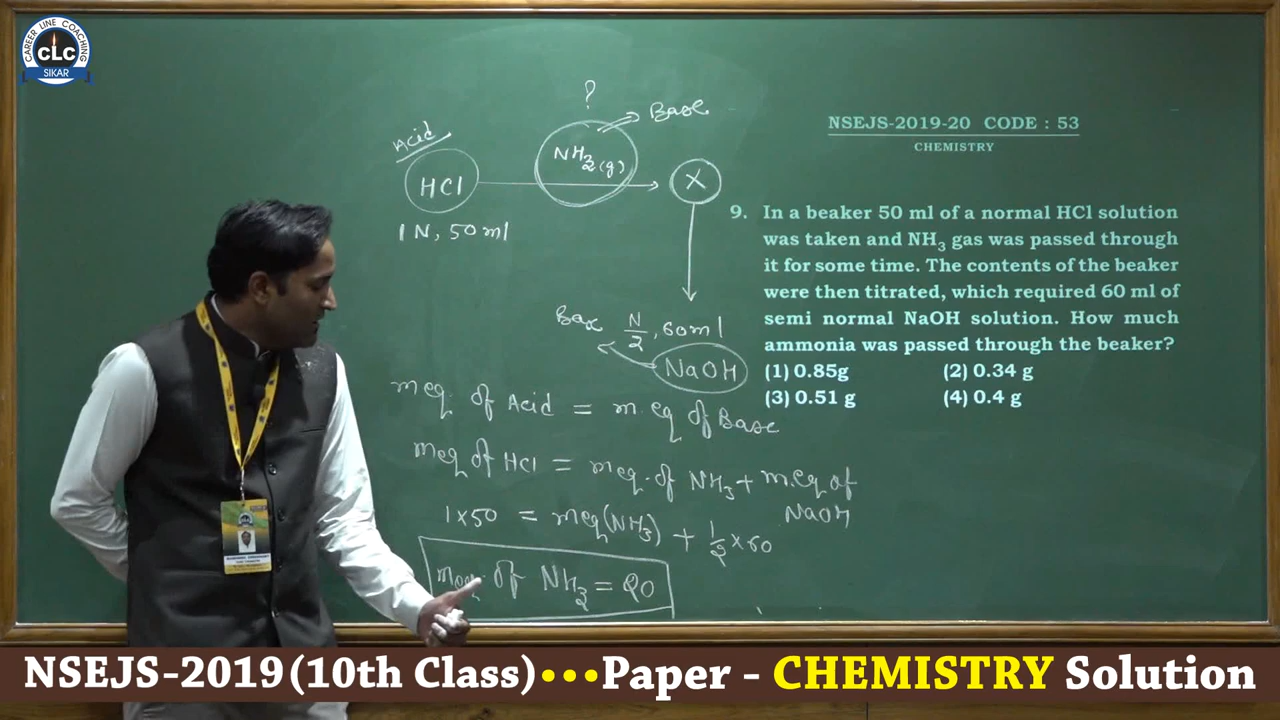 CAREER LINE COACHING
CLC
SIKAR
?
Base
Acid
NH3(g)
HCl
X
1 N, 50 ml
NSEJS-2019-20 CODE : 53
CHEMISTRY
9. In a beaker 50 ml of a normal HCl solution
was taken and NH3 gas was passed through
it for some time. The contents of the beaker
were then titrated, which required 60 ml of
semi normal NaOH solution. How much
ammonia was passed through the beaker?
(1) 0.85g (2) 0.34 g
(3) 0.51 g (4) 0.4 g
Base N/2, 60ml
NaOH
meq. of Acid = m.eq of Base
meq of HCl = meq. of NH3 + m.eq of
NaOH
1x50 = meq(NH3) + 1/2 x 60
meq. of NH3 = 20
NSEJS-2019(10th Class)•••Paper - CHEMISTRY Solution